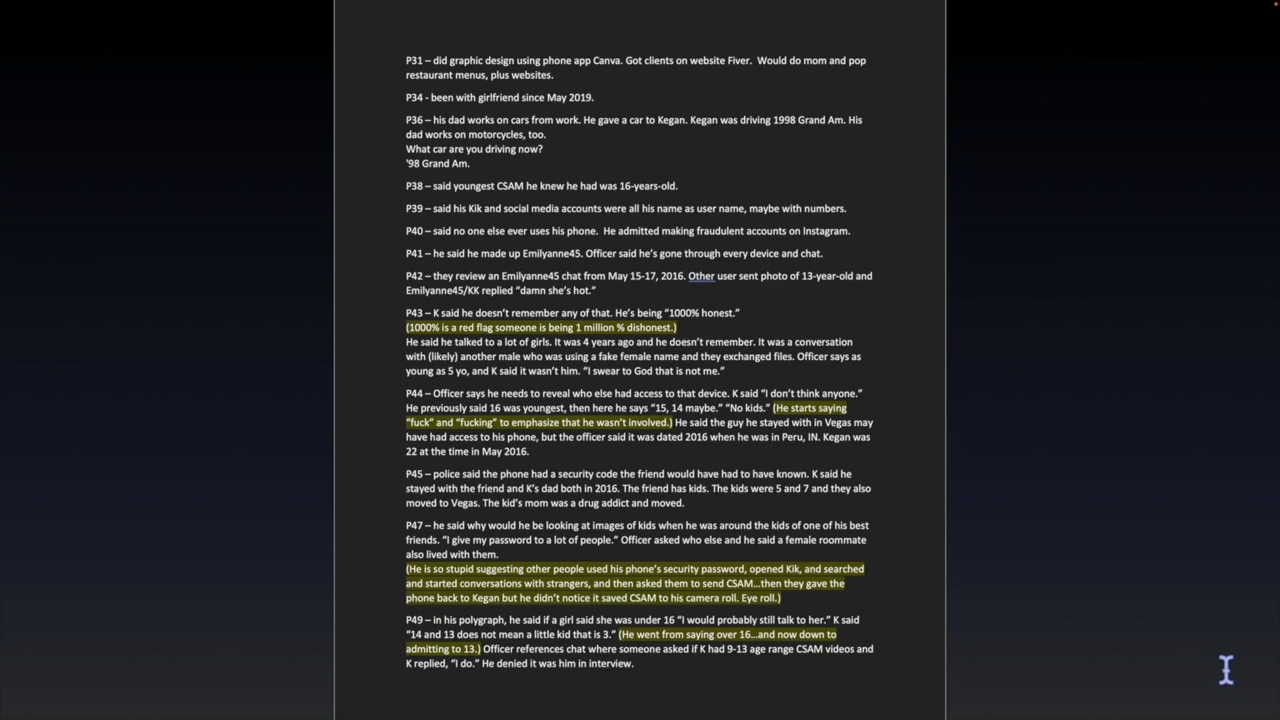 P31 – did graphic design using phone app Canva. Got clients on website Fiver.  Would do mom and pop
restaurant menus, plus websites.
P34 - been with girlfriend since May 2019.
P36 – his dad works on cars from work. He gave a car to Kegan. Kegan was driving 1998 Grand Am. His
dad works on motorcycles, too.
What car are you driving now?
'98 Grand Am.
P38 – said youngest CSAM he knew he had was 16-years-old.
P39 – said his Kik and social media accounts were all his name as user name, maybe with numbers.
P40 – said no one else ever uses his phone.  He admitted making fraudulent accounts on Instagram.
P41 – he said he made up Emilyanne45. Officer said he's gone through every device and chat.
P42 – they review an Emilyanne45 chat from May 15-17, 2016. Other user sent photo of 13-year-old and
Emilyanne45/KK replied "damn she's hot."
P43 – K said he doesn't remember any of that. He's being "1000% honest."
(1000% is a red flag someone is being 1 million % dishonest.)
He said he talked to a lot of girls. It was 4 years ago and he doesn't remember. It was a conversation
with (likely) another male who was using a fake female name and they exchanged files. Officer says as
young as 5 yo, and K said it wasn't him. "I swear to God that is not me."
P44 – Officer says he needs to reveal who else had access to that device. K said "I don't think anyone."
He previously said 16 was youngest, then here he says "15, 14 maybe." "No kids." (He starts saying
"fuck" and "fucking" to emphasize that he wasn't involved.) He said the guy he stayed with in Vegas may
have had access to his phone, but the officer said it was dated 2016 when he was in Peru, IN. Kegan was
22 at the time in May 2016.
P45 – police said the phone had a security code the friend would have had to have known. K said he
stayed with the friend and K's dad both in 2016. The friend has kids. The kids were 5 and 7 and they also
moved to Vegas. The kid's mom was a drug addict and moved.
P47 – he said why would he be looking at images of kids when he was around the kids of one of his best
friends. "I give my password to a lot of people." Officer asked who else and he said a female roommate
also lived with them.
(He is so stupid suggesting other people used his phone's security password, opened Kik, and searched
and started conversations with strangers, and then asked them to send CSAM...then they gave the
phone back to Kegan but he didn't notice it saved CSAM to his camera roll. Eye roll.)
P49 – in his polygraph, he said if a girl said she was under 16 "I would probably still talk to her." K said
"14 and 13 does not mean a little kid that is 3." (He went from saying over 16...and now down to
admitting to 13.) Officer references chat where someone asked if K had 9-13 age range CSAM videos and
K replied, "I do." He denied it was him in interview.